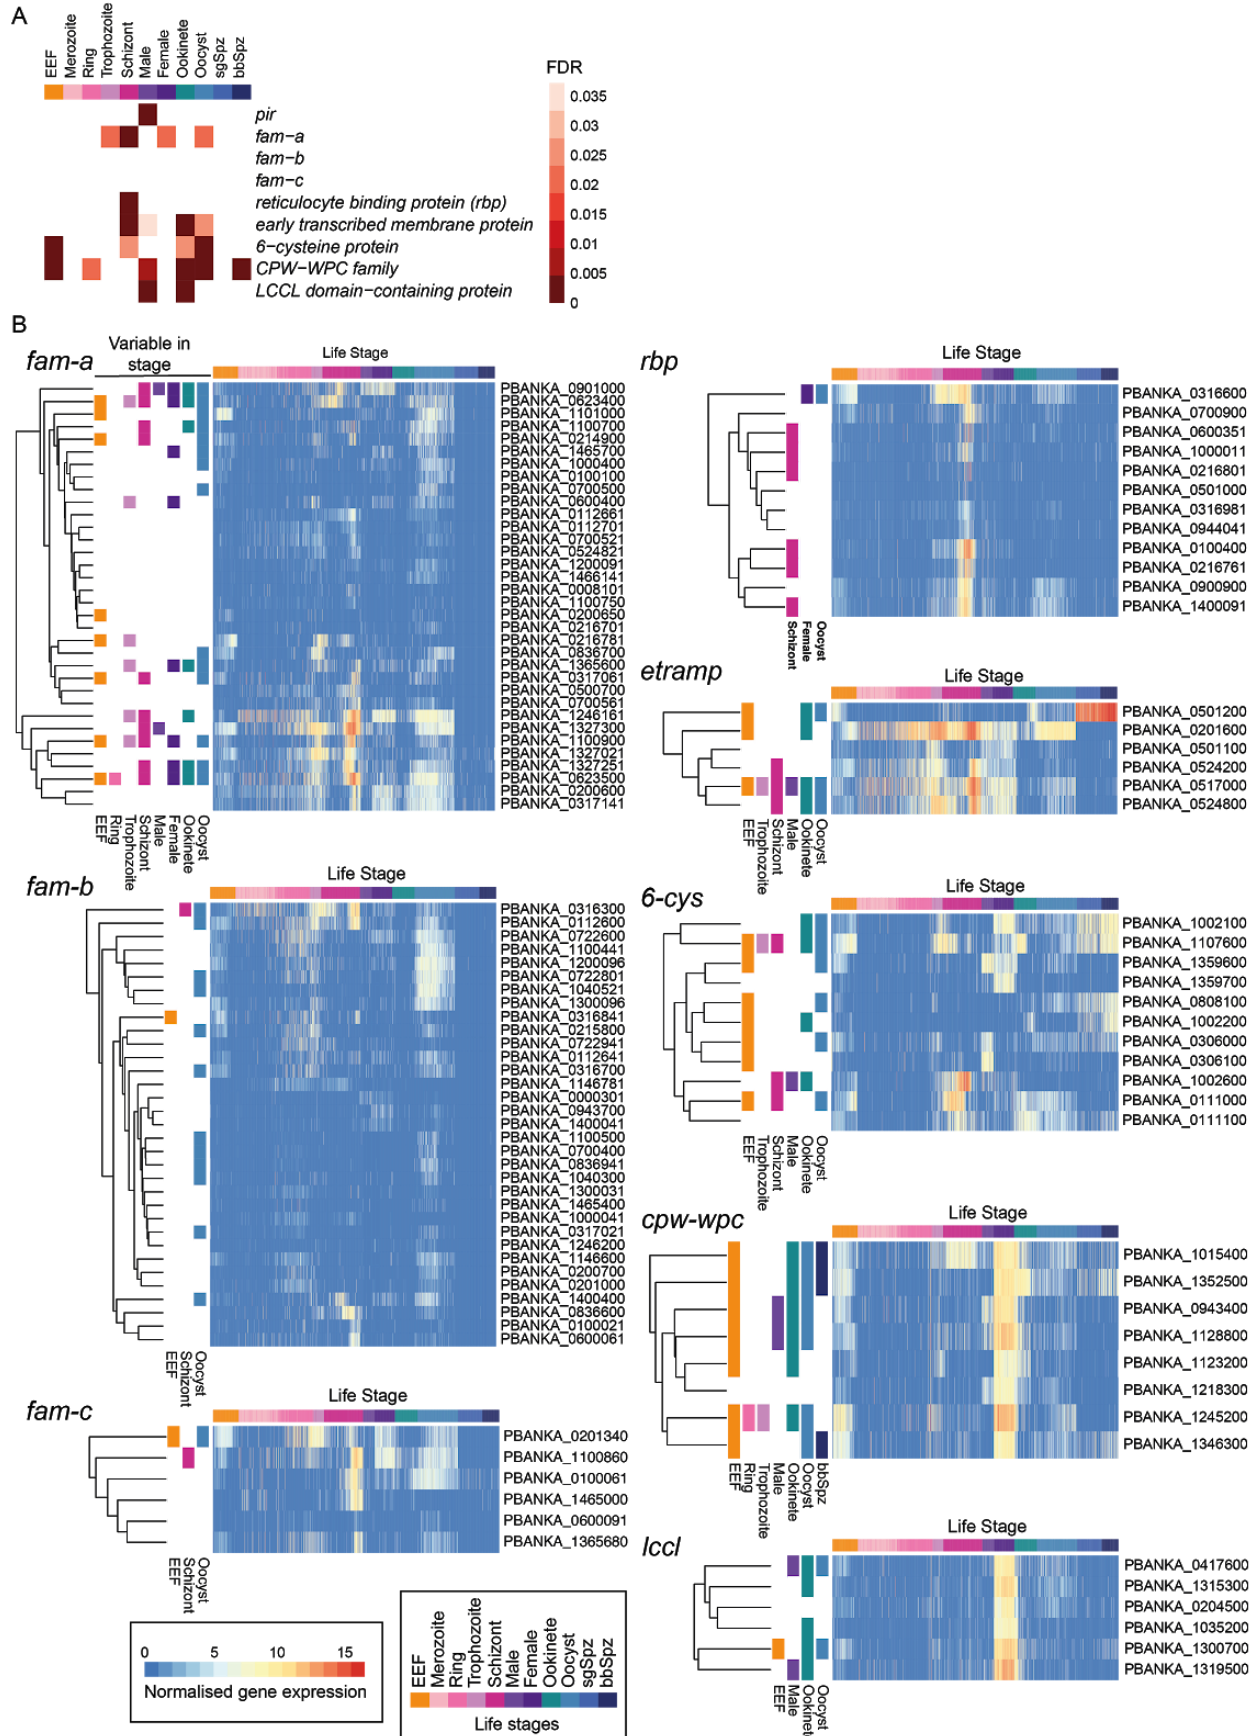 A
EEF
Merozoite
Ring
Trophozoite
Schizont
Male
Female
Ookinete
Oocyst
sgSpz
bbSpz
pir
fam−a
fam−b
fam−c
reticulocyte binding protein (rbp)
early transcribed membrane protein
6−cysteine protein
CPW−WPC family
LCCL domain−containing protein
FDR
0.035
0.03
0.025
0.02
0.015
0.01
0.005
0
B
fam-a
Variable in
stage
Life Stage
PBANKA_0901000
PBANKA_0623400
PBANKA_1101000
PBANKA_1100700
PBANKA_0214900
PBANKA_1465700
PBANKA_1000400
PBANKA_0100100
PBANKA_0700500
PBANKA_0600400
PBANKA_0112661
PBANKA_0112701
PBANKA_0700521
PBANKA_0524821
PBANKA_1200091
PBANKA_1466141
PBANKA_0008101
PBANKA_1100750
PBANKA_0200650
PBANKA_0216701
PBANKA_0216781
PBANKA_0836700
PBANKA_1365600
PBANKA_0317061
PBANKA_0500700
PBANKA_0700561
PBANKA_1246161
PBANKA_1327300
PBANKA_1100900
PBANKA_1327021
PBANKA_1327251
PBANKA_0623500
PBANKA_0200600
PBANKA_0317141
EEF
Ring
Trophozoite
Schizont
Male
Female
Ookinete
Oocyst
fam-b
Life Stage
PBANKA_0316300
PBANKA_0112600
PBANKA_0722600
PBANKA_1100441
PBANKA_1200096
PBANKA_0722801
PBANKA_1040521
PBANKA_1300096
PBANKA_0316841
PBANKA_0215800
PBANKA_0722941
PBANKA_0112641
PBANKA_0316700
PBANKA_1146781
PBANKA_0000301
PBANKA_0943700
PBANKA_1400041
PBANKA_1100500
PBANKA_0700400
PBANKA_0836941
PBANKA_1040300
PBANKA_1300031
PBANKA_1465400
PBANKA_1000041
PBANKA_0317021
PBANKA_1246200
PBANKA_1146600
PBANKA_0200700
PBANKA_0201000
PBANKA_1400400
PBANKA_0836600
PBANKA_0100021
PBANKA_0600061
EEF
Schizont
Oocyst
fam-c
Life Stage
PBANKA_0201340
PBANKA_1100860
PBANKA_0100061
PBANKA_1465000
PBANKA_0600091
PBANKA_1365680
EEF
Schizont
Oocyst
0 5 10 15
Normalised gene expression
EEF
Merozoite
Ring
Trophozoite
Schizont
Male
Female
Ookinete
Oocyst
sgSpz
bbSpz
Life stages
rbp
Life Stage
PBANKA_0316600
PBANKA_0700900
PBANKA_0600351
PBANKA_1000011
PBANKA_0216801
PBANKA_0501000
PBANKA_0316981
PBANKA_0944041
PBANKA_0100400
PBANKA_0216761
PBANKA_0900900
PBANKA_1400091
Schizont
Female
Oocyst
etramp
Life Stage
PBANKA_0501200
PBANKA_0201600
PBANKA_0501100
PBANKA_0524200
PBANKA_0517000
PBANKA_0524800
EEF
Trophozoite
Schizont
Male
Ookinete
Oocyst
6-cys
Life Stage
PBANKA_1002100
PBANKA_1107600
PBANKA_1359600
PBANKA_1359700
PBANKA_0808100
PBANKA_1002200
PBANKA_0306000
PBANKA_0306100
PBANKA_1002600
PBANKA_0111000
PBANKA_0111100
EEF
Trophozoite
Schizont
Male
Ookinete
Oocyst
cpw-wpc
Life Stage
PBANKA_1015400
PBANKA_1352500
PBANKA_0943400
PBANKA_1128800
PBANKA_1123200
PBANKA_1218300
PBANKA_1245200
PBANKA_1346300
EEF
Ring
Trophozoite
Male
Ookinete
Oocyst
bbSpz
lccl
Life Stage
PBANKA_0417600
PBANKA_1315300
PBANKA_0204500
PBANKA_1035200
PBANKA_1300700
PBANKA_1319500
EEF
Male
Ookinete
Oocyst